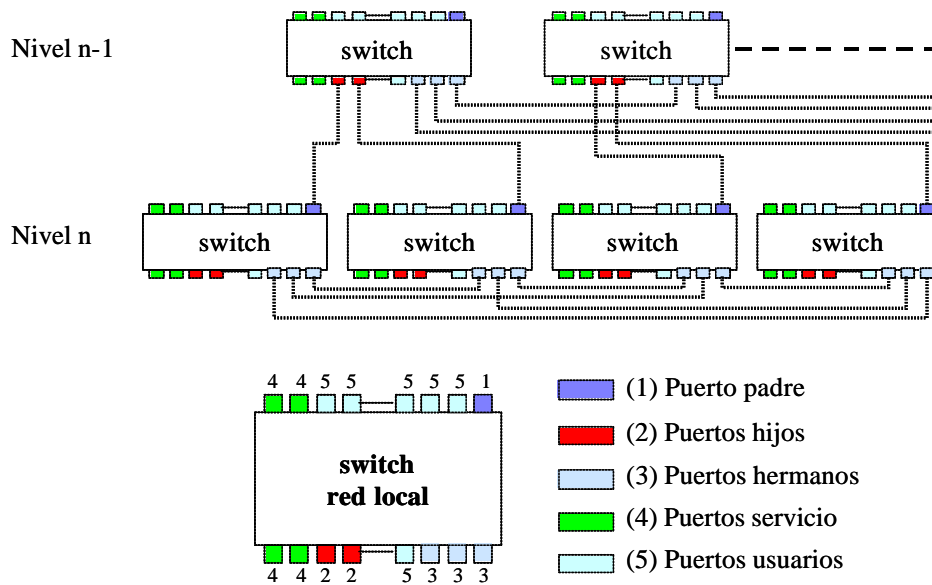 Nivel n-1
switch
switch
Nivel n
switch
switch
switch
switch
4 4 5 5 5 5 5 1
switch
red local
4 4 2 2 5 3 3 3
(1) Puerto padre
(2) Puertos hijos
(3) Puertos hermanos
(4) Puertos servicio
(5) Puertos usuarios